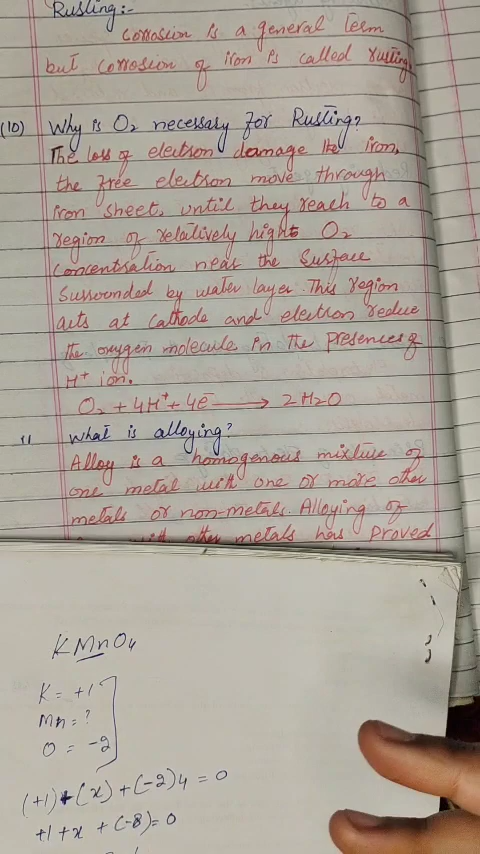 Rusting:-
Corrosion is a general term
but corrosion of iron is called rusting
(10) Why is O2 necessary for Rusting?
The loss of electron damage the iron,
the free electron move through
iron sheet, until they reach to a
region of relatively high O2
concentration near the surface
surrounded by water layer. This region
acts at cathode and electron reduce
the oxygen molecule in the presences of
H+ ion.
O2 + 4H+ + 4e- → 2H2O
11 What is alloying?
Alloy is a homogenous mixture of
one metal with one or more other
metals or non-metals. Alloying of
with other metals has proved
KMnO4
K = +1
Mn = ?
O = -2
(+1) + (x) + (-2)4 = 0
+1 + x + (-8) = 0